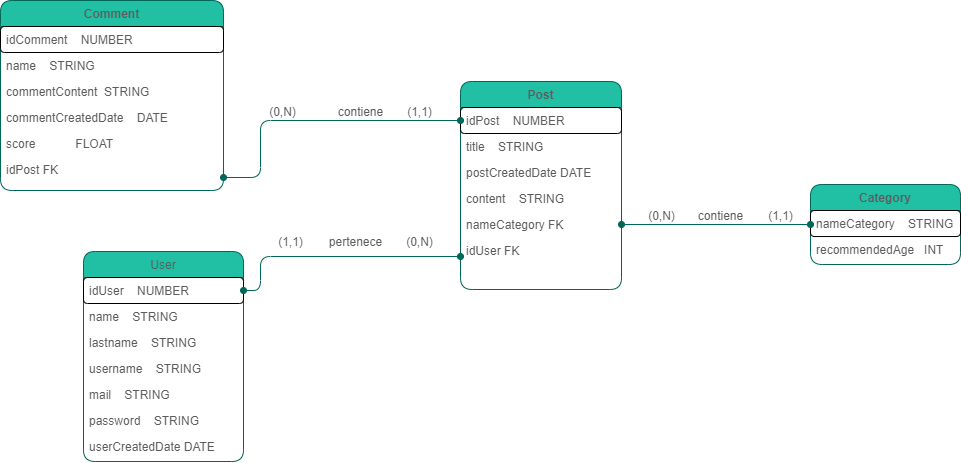 Comment
idComment NUMBER
name STRING
commentContent STRING
commentCreatedDate DATE
score FLOAT
idPost FK
(0,N) contiene (1,1)
Post
idPost NUMBER
title STRING
postCreatedDate DATE
content STRING
nameCategory FK
idUser FK
(0,N) contiene (1,1)
Category
nameCategory STRING
recommendedAge INT
(1,1) pertenece (0,N)
User
idUser NUMBER
name STRING
lastname STRING
username STRING
mail STRING
password STRING
userCreatedDate DATE